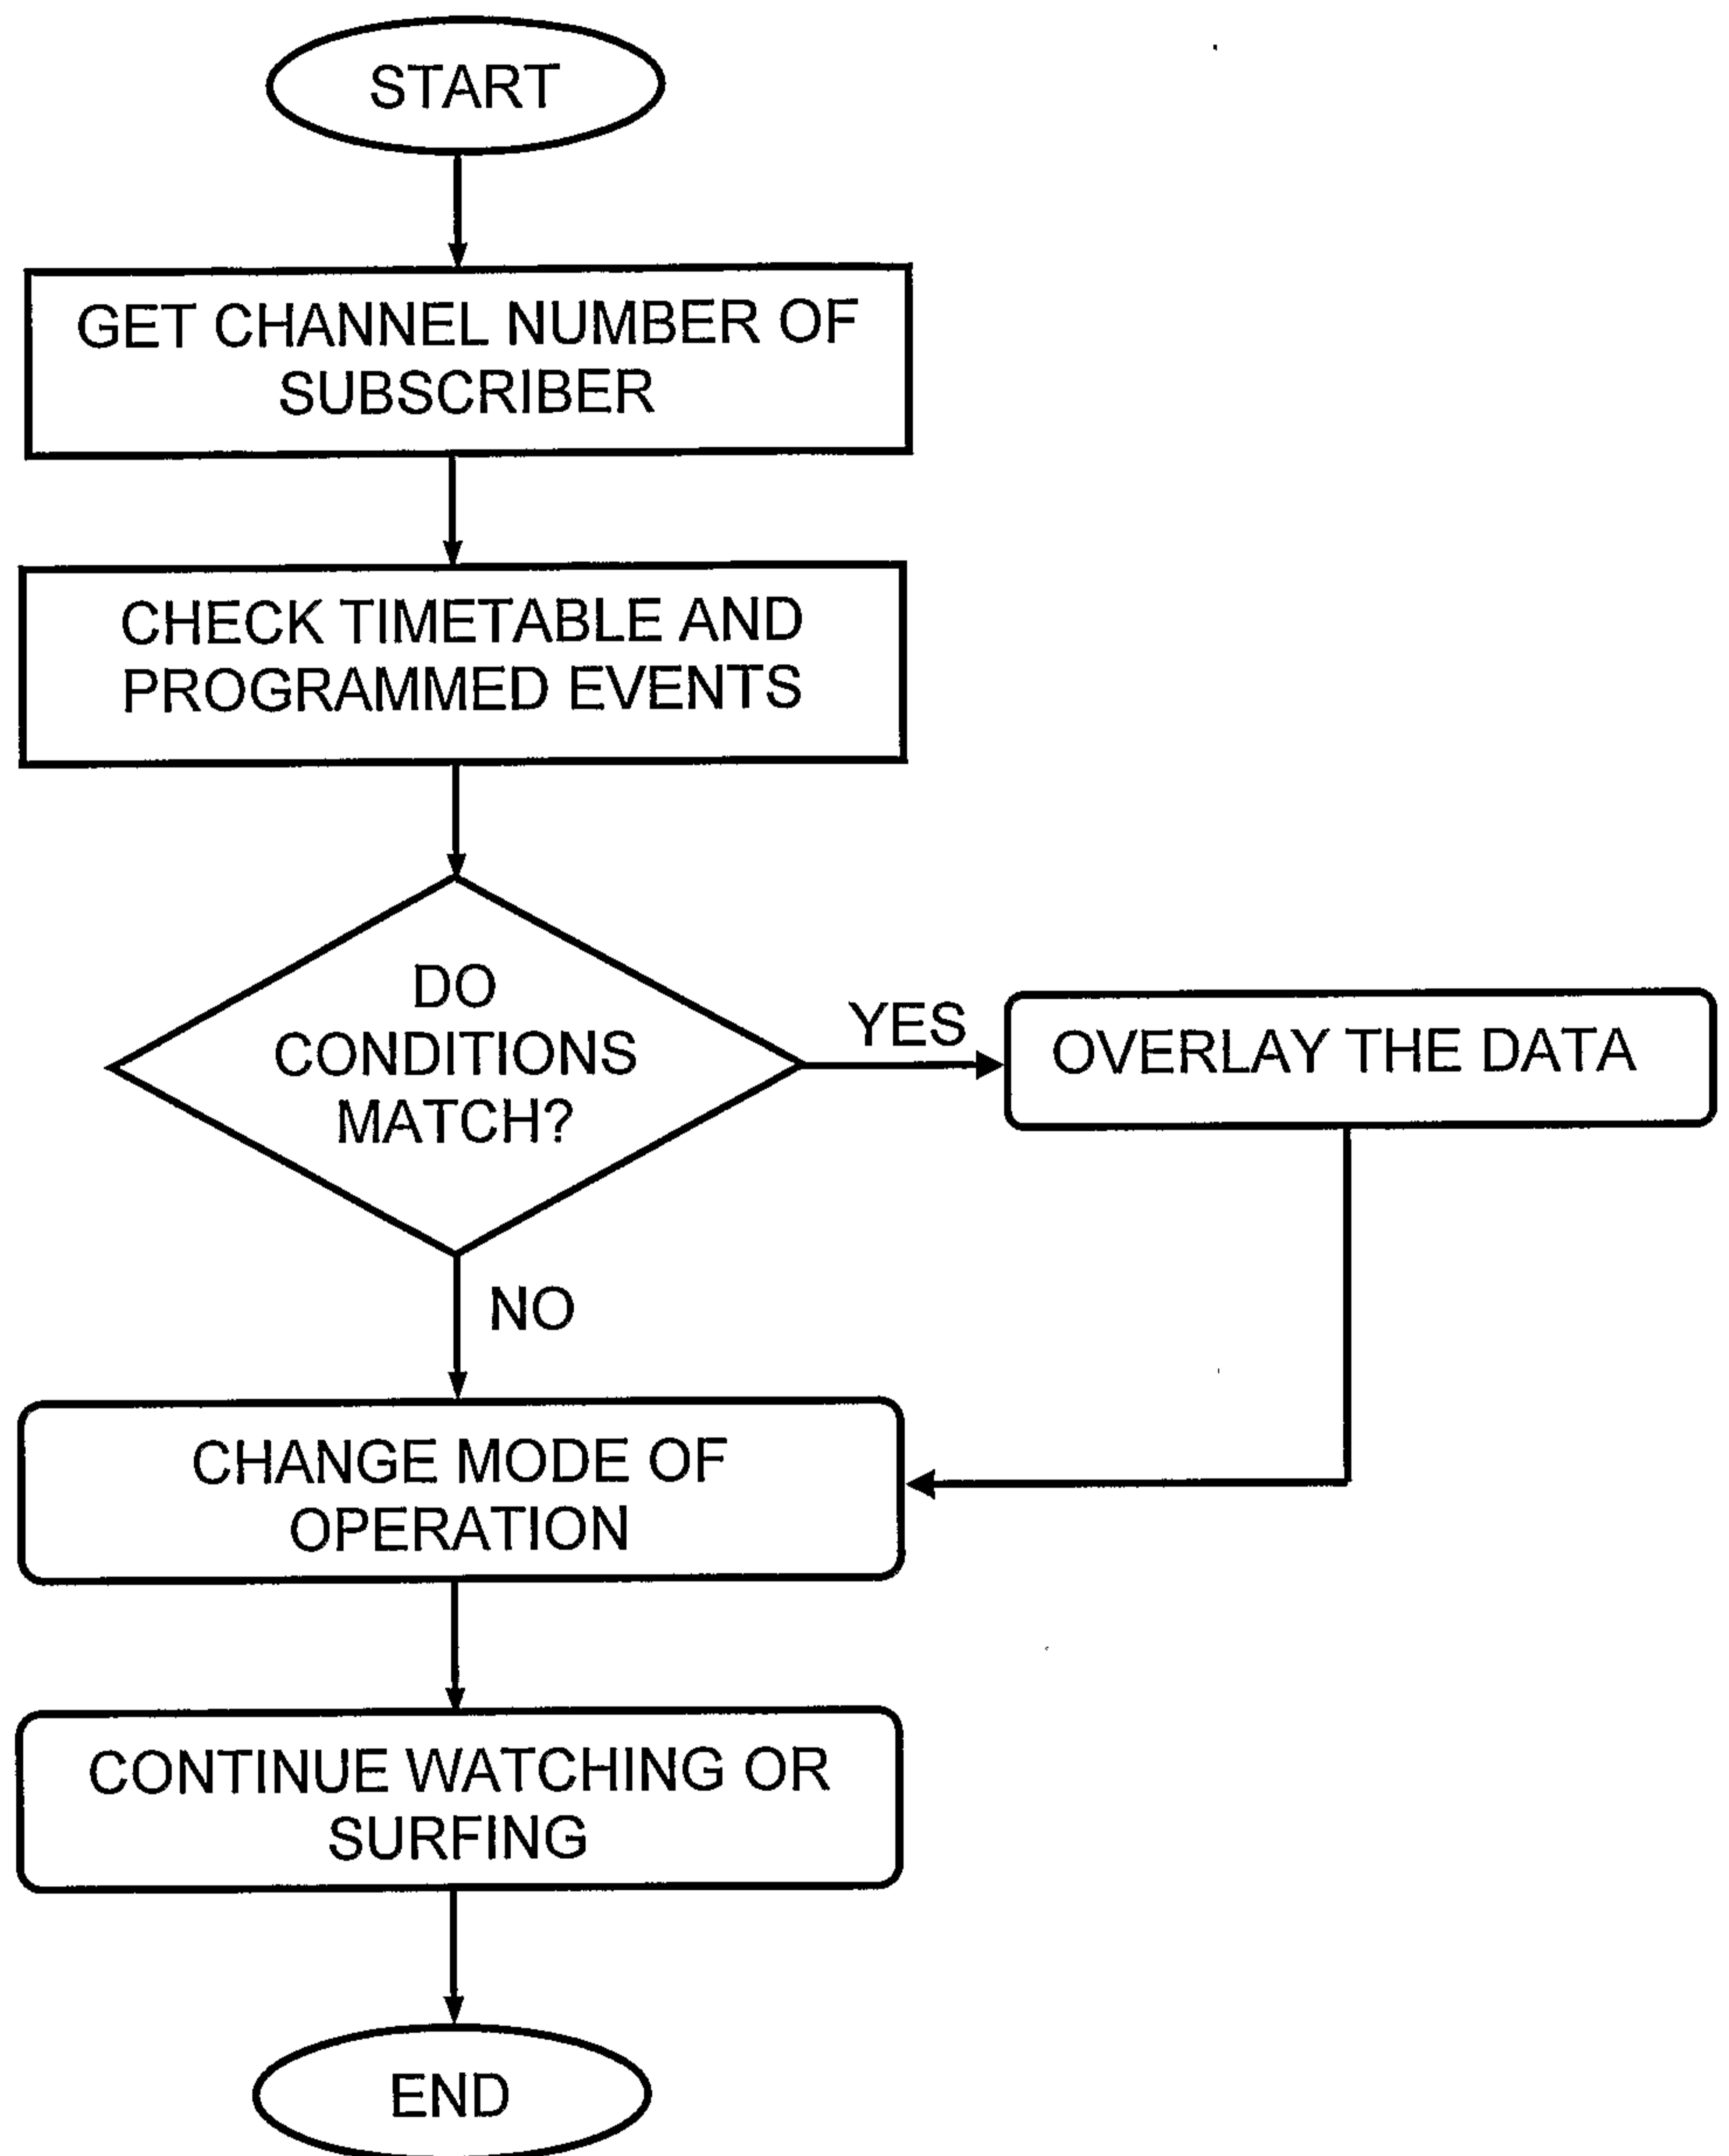 START
GET CHANNEL NUMBER OF
SUBSCRIBER
CHECK TIMETABLE AND
PROGRAMMED EVENTS
DO
CONDITIONS
MATCH?
YES
OVERLAY THE DATA
NO
CHANGE MODE OF
OPERATION
CONTINUE WATCHING OR
SURFING
END